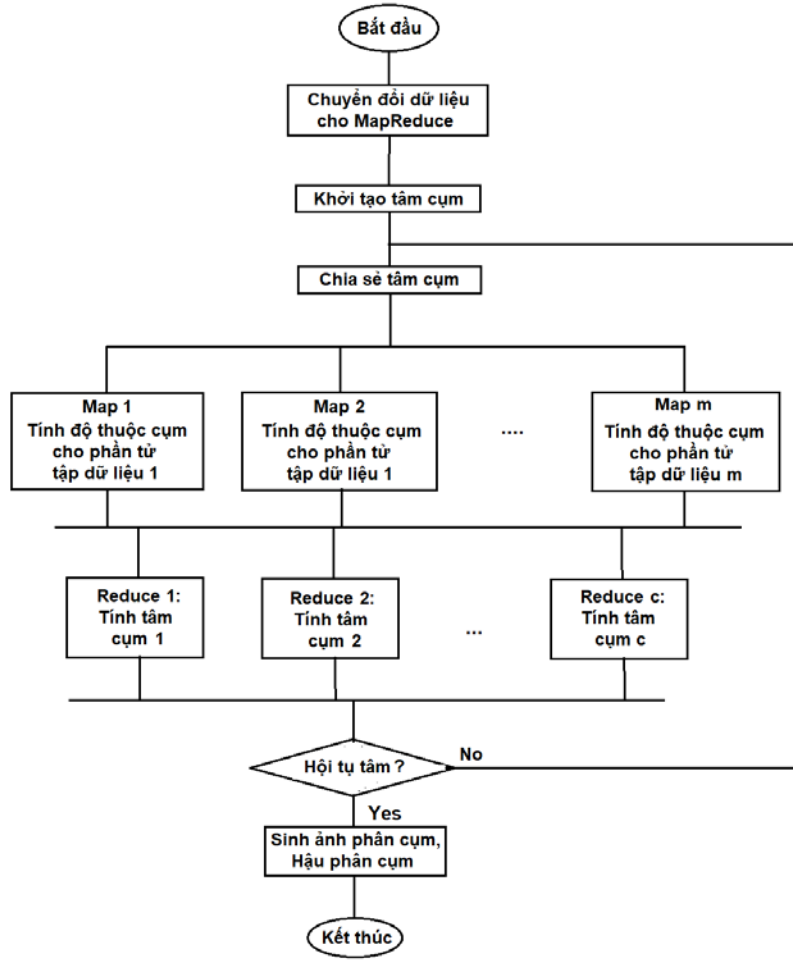 Bắt đầu
Chuyển đổi dữ liệu
cho MapReduce
Khởi tạo tâm cụm
Chia sẻ tâm cụm
Map 1
Tính độ thuộc cụm
cho phần tử
tập dữ liệu 1
Map 2
Tính độ thuộc cụm
cho phần tử
tập dữ liệu 1
....
Map m
Tính độ thuộc cụm
cho phần tử
tập dữ liệu m
Reduce 1:
Tính tâm
cụm 1
Reduce 2:
Tính tâm
cụm 2
...
Reduce c:
Tính tâm
cụm c
Hội tụ tâm ?
No
Yes
Sinh ảnh phân cụm,
Hậu phân cụm
Kết thúc